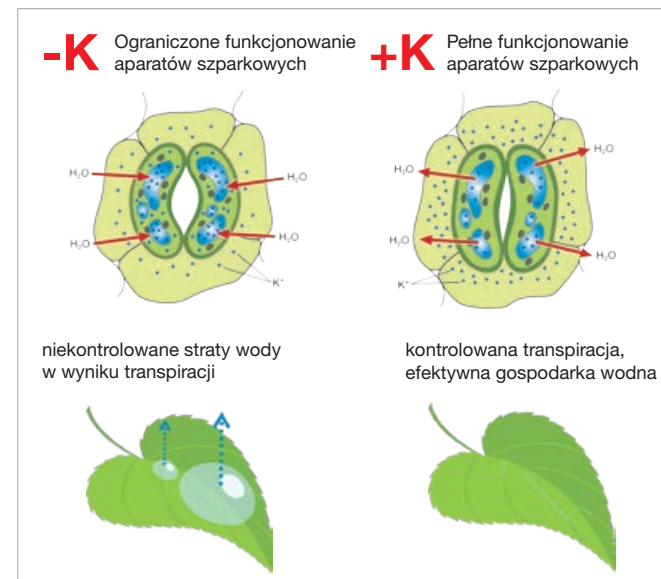 -K Ograniczone funkcjonowanie
aparatów szparkowych
+K Pełne funkcjonowanie
aparatów szparkowych
H₂O
H₂O
H₂O
H₂O
K⁺
H₂O
H₂O
H₂O
H₂O
K⁺
niekontrolowane straty wody
w wyniku transpiracji
kontrolowana transpiracja,
efektywna gospodarka wodna